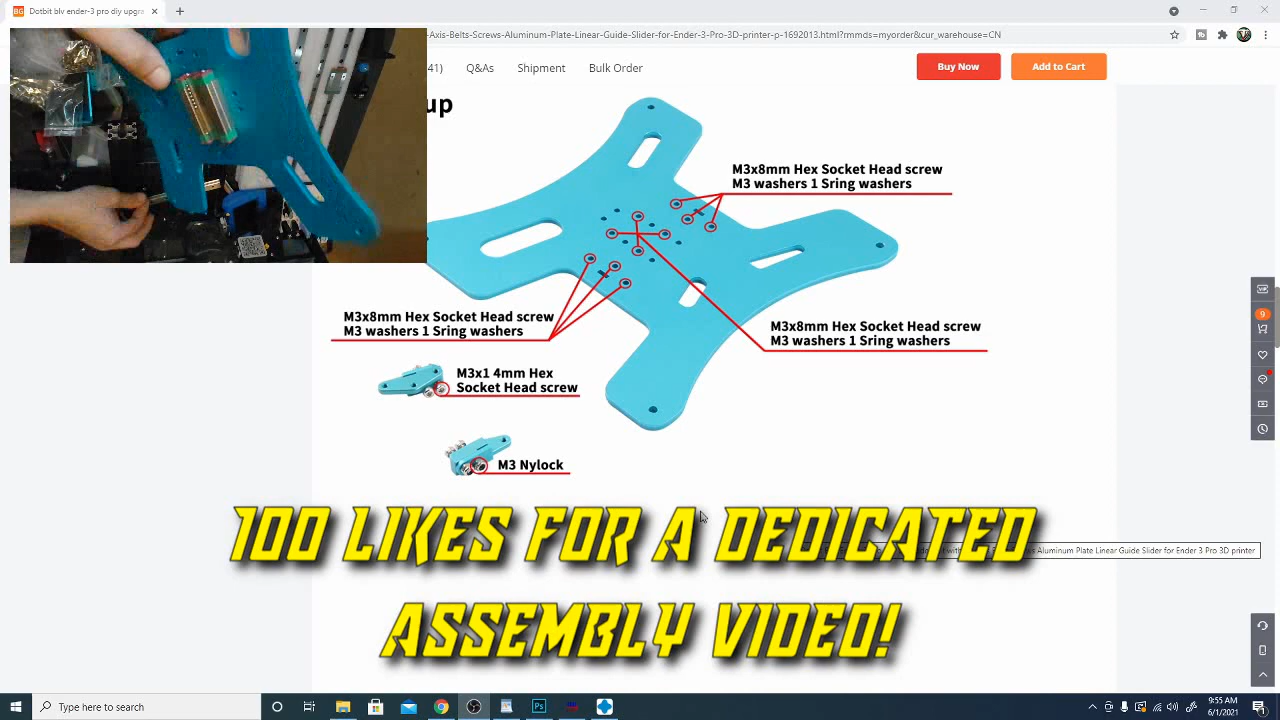 BG Dotbit blv ender-3 pro diy upgra
-Axis-Belts-Screws-Aluminum-Plate-Linear-Guide-Slider-for-Ender-3-Pro-3D-printer-p-1692013.html?rmmds=myorder&cur_warehouse=CN
41) Q&As Shipment Bulk Order Buy Now Add to Cart
up
M3x8mm Hex Socket Head screw
M3 washers 1 Sring washers
M3x8mm Hex Socket Head screw
M3 washers 1 Sring washers
M3x8mm Hex Socket Head screw
M3 washers 1 Sring washers
M3x1 4mm Hex
Socket Head screw
M3 Nylock
9
100 LIKES FOR A DEDICATED
Aluminum Plate Linear Guide Slider for Ender 3 Pro 3D printer
ASSEMBLY VIDEO!
Type here to search
Ps
9:55 AM
6/1/2021